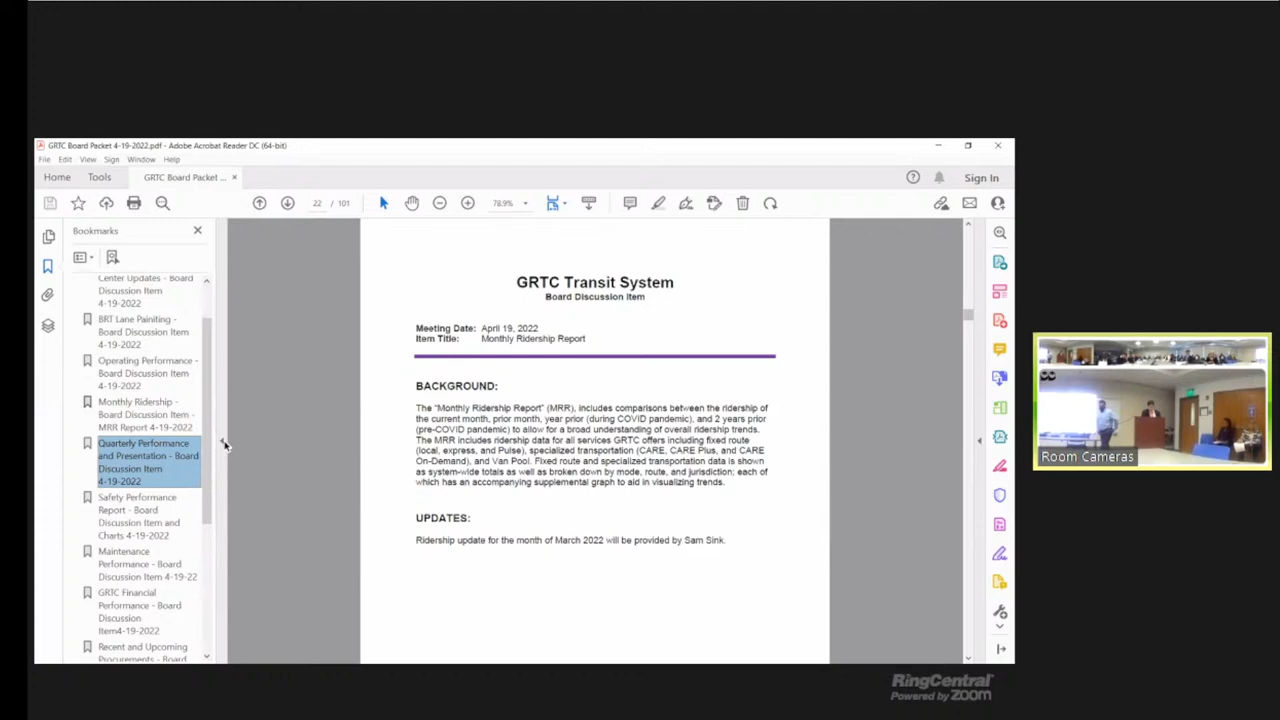 GRTC Board Packet 4-19-2022.pdf - Adobe Acrobat Reader DC (64-bit)
File Edit View Sign Window Help
Home Tools GRTC Board Packet ... × Sign In
22 / 101 78.9%
Bookmarks
Center Updates - Board
Discussion Item
4-19-2022
BRT Lane Painiting -
Board Discussion Item
4-19-2022
Operating Performance -
Board Discussion Item
4-19-2022
Monthly Ridership -
Board Discussion Item -
MRR Report 4-19-2022
Quarterly Performance
and Presentation - Board
Discussion Item
4-19-2022
Safety Performance
Report - Board
Discussion Item and
Charts 4-19-2022
Maintenance
Performance - Board
Discussion Item 4-19-22
GRTC Financial
Performance - Board
Discussion
Item4-19-2022
Recent and Upcoming
Procurements - Board
GRTC Transit System
Board Discussion Item
Meeting Date: April 19, 2022
Item Title: Monthly Ridership Report
BACKGROUND:
The “Monthly Ridership Report” (MRR), includes comparisons between the ridership of
the current month, prior month, year prior (during COVID pandemic), and 2 years prior
(pre-COVID pandemic) to allow for a broad understanding of overall ridership trends.
The MRR includes ridership data for all services GRTC offers including fixed route
(local, express, and Pulse), specialized transportation (CARE, CARE Plus, and CARE
On-Demand), and Van Pool. Fixed route and specialized transportation data is shown
as system-wide totals as well as broken down by mode, route, and jurisdiction; each of
which has an accompanying supplemental graph to aid in visualizing trends.
UPDATES:
Ridership update for the month of March 2022 will be provided by Sam Sink.
Room Cameras
RingCentral
Powered by ZOOM